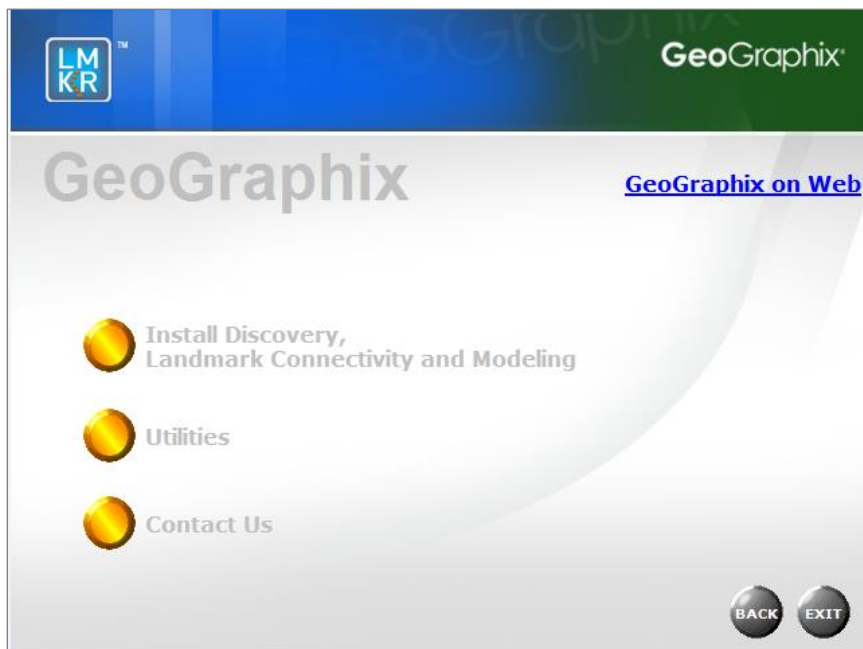 LM
KR
TM
GeoGraphix
GeoGraphix®
GeoGraphix
GeoGraphix on Web
Install Discovery,
Landmark Connectivity and Modeling
Utilities
Contact Us
BACK
EXIT